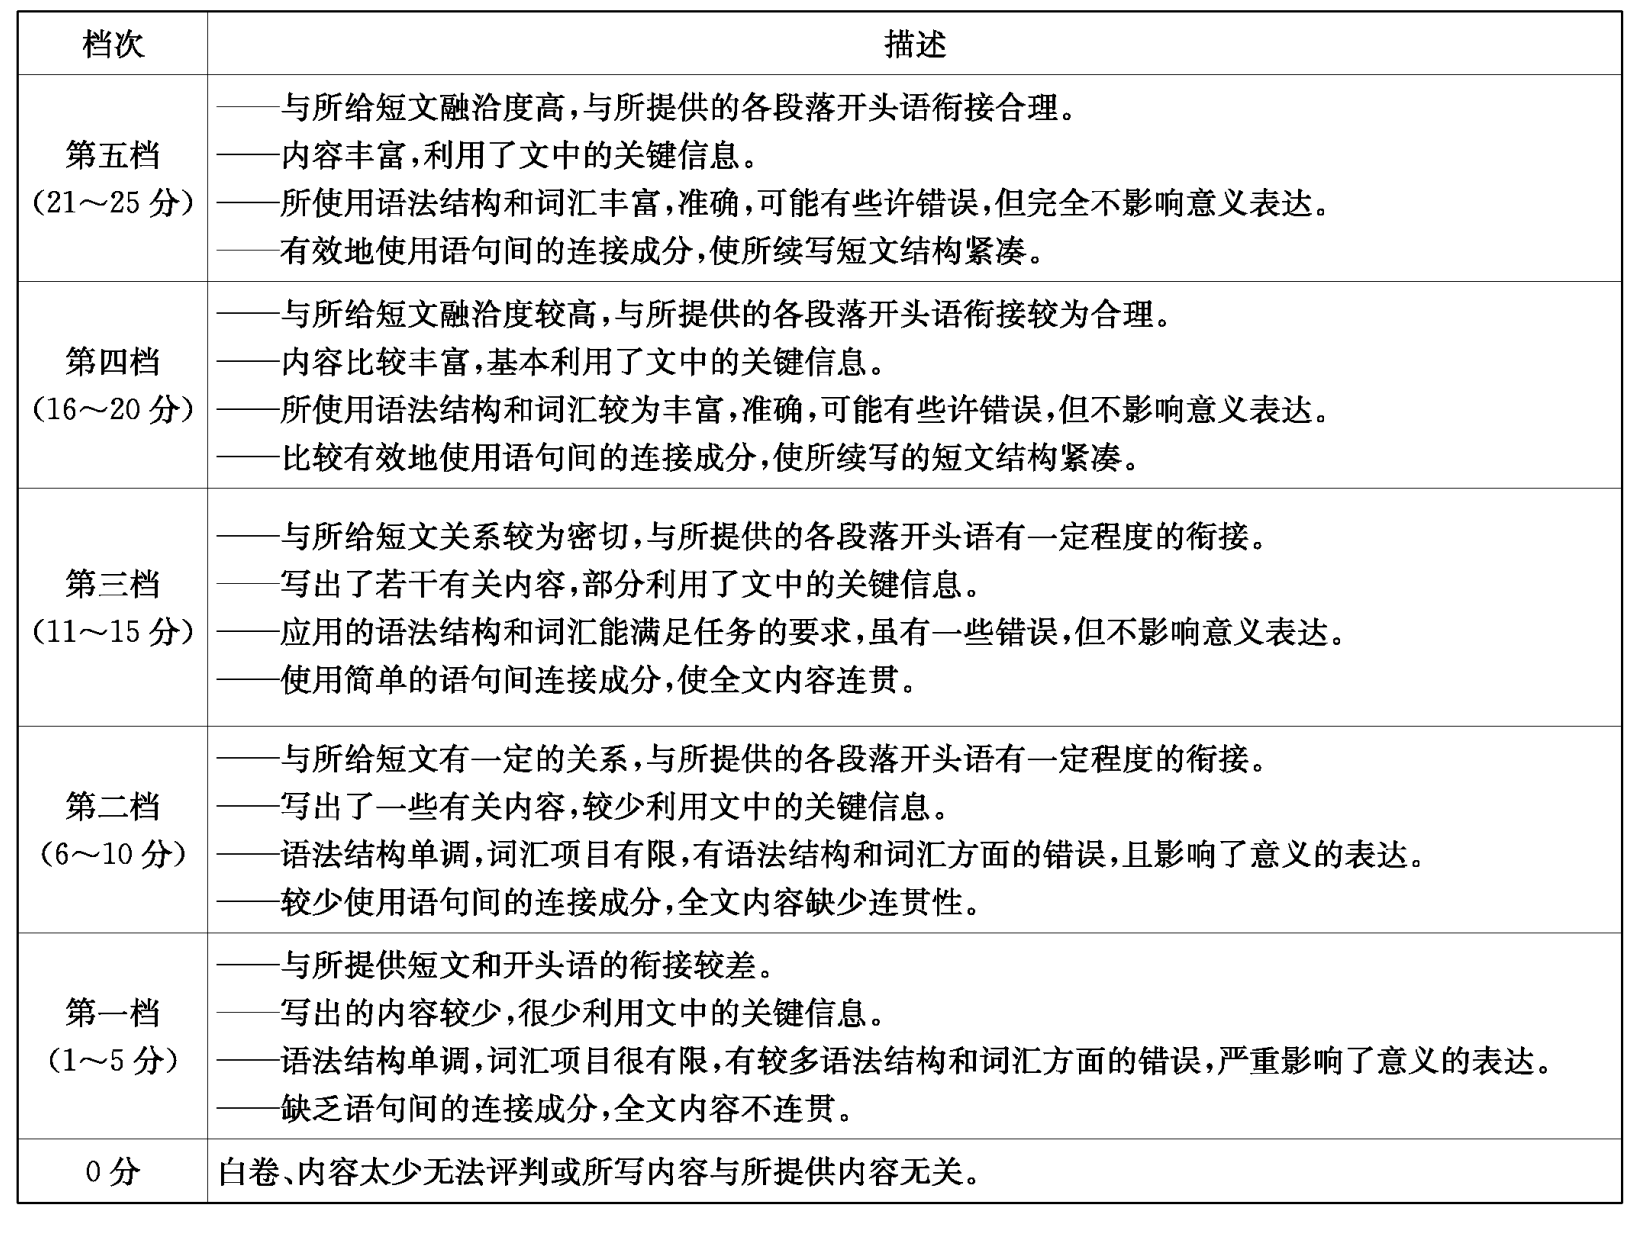 档次 描述
第五档
(21～25 分)
——与所给短文融洽度高,与所提供的各段落开头语衔接合理。
——内容丰富,利用了文中的关键信息。
——所使用语法结构和词汇丰富,准确,可能有些许错误,但完全不影响意义表达。
——有效地使用语句间的连接成分,使所续写短文结构紧凑。
第四档
(16～20 分)
——与所给短文融洽度较高,与所提供的各段落开头语衔接较为合理。
——内容比较丰富,基本利用了文中的关键信息。
——所使用语法结构和词汇较为丰富,准确,可能有些许错误,但不影响意义表达。
——比较有效地使用语句间的连接成分,使所续写的短文结构紧凑。
第三档
(11～15 分)
——与所给短文关系较为密切,与所提供的各段落开头语有一定程度的衔接。
——写出了若干有关内容,部分利用了文中的关键信息。
——应用的语法结构和词汇能满足任务的要求,虽有一些错误,但不影响意义表达。
——使用简单的语句间连接成分,使全文内容连贯。
第二档
(6～10 分)
——与所给短文有一定的关系,与所提供的各段落开头语有一定程度的衔接。
——写出了一些有关内容,较少利用文中的关键信息。
——语法结构单调,词汇项目有限,有语法结构和词汇方面的错误,且影响了意义的表达。
——较少使用语句间的连接成分,全文内容缺少连贯性。
第一档
(1～5 分)
——与所提供短文和开头语的衔接较差。
——写出的内容较少,很少利用文中的关键信息。
——语法结构单调,词汇项目很有限,有较多语法结构和词汇方面的错误,严重影响了意义的表达。
——缺乏语句间的连接成分,全文内容不连贯。
0 分 白卷、内容太少无法评判或所写内容与所提供内容无关。